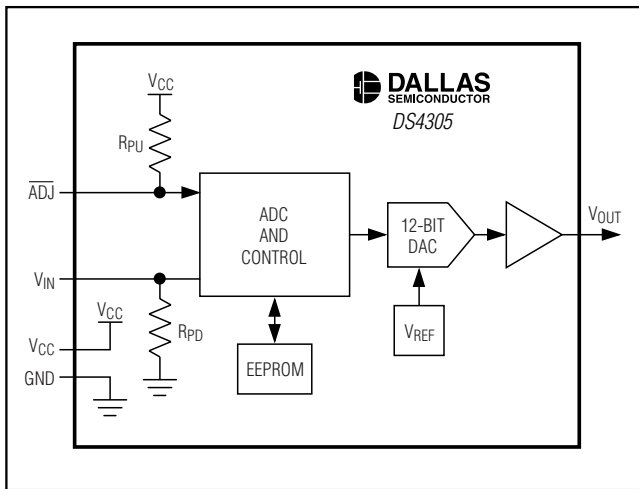 DALLAS
SEMICONDUCTOR
DS4305
VCC
RPU
ADJ
ADC
AND
CONTROL
12-BIT
DAC
VOUT
VIN
VCC
VCC
RPD
GND
EEPROM
VREF